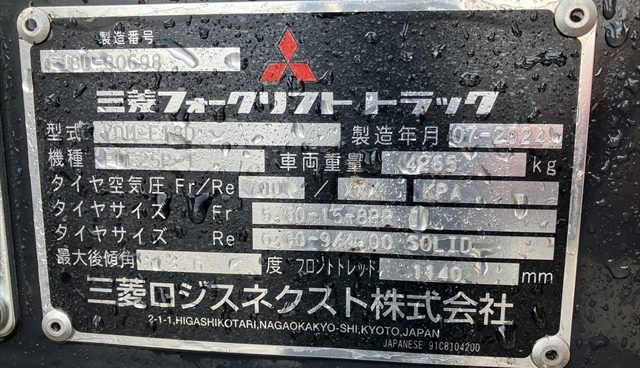 製造番号
三菱フォークリフト トラック
型式 製造年月 07-2024
機種 車両重量 4265 kg
タイヤ空気圧 Fr/Re 700 / KPA
タイヤサイズ Fr
タイヤサイズ Re SOLID
最大後傾角 度 フロントトレッド 1140 mm
三菱ロジスネクスト株式会社
2-1-1,HIGASHIKOTARI,NAGAOKAKYO-SHI,KYOTO,JAPAN
JAPANESE 91C8104200